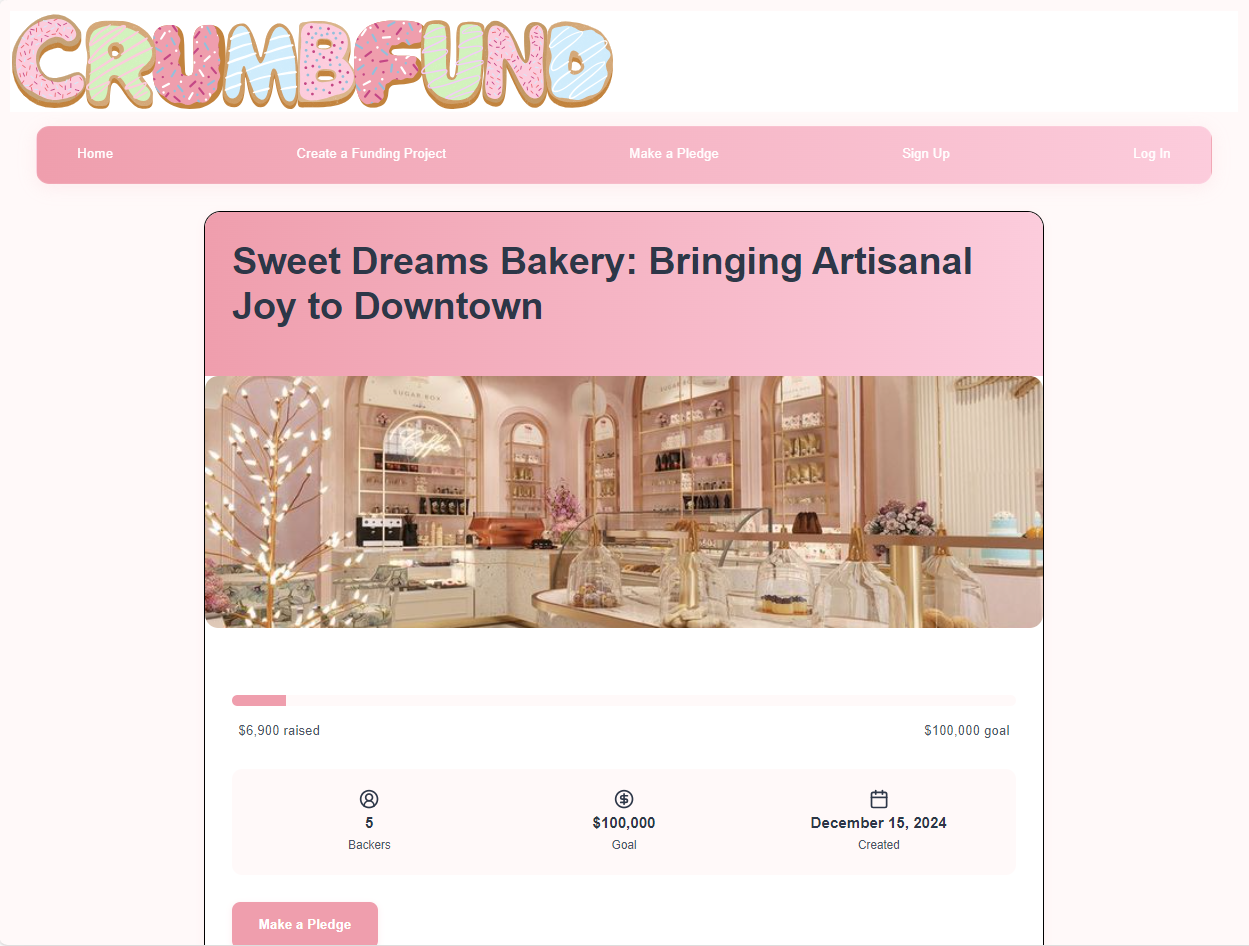 CRUMBFUND
Home Create a Funding Project Make a Pledge Sign Up Log In
Sweet Dreams Bakery: Bringing Artisanal
Joy to Downtown
SUGAR BOX
Coffee
$6,900 raised $100,000 goal
5 $100,000 December 15, 2024
Backers Goal Created
Make a Pledge